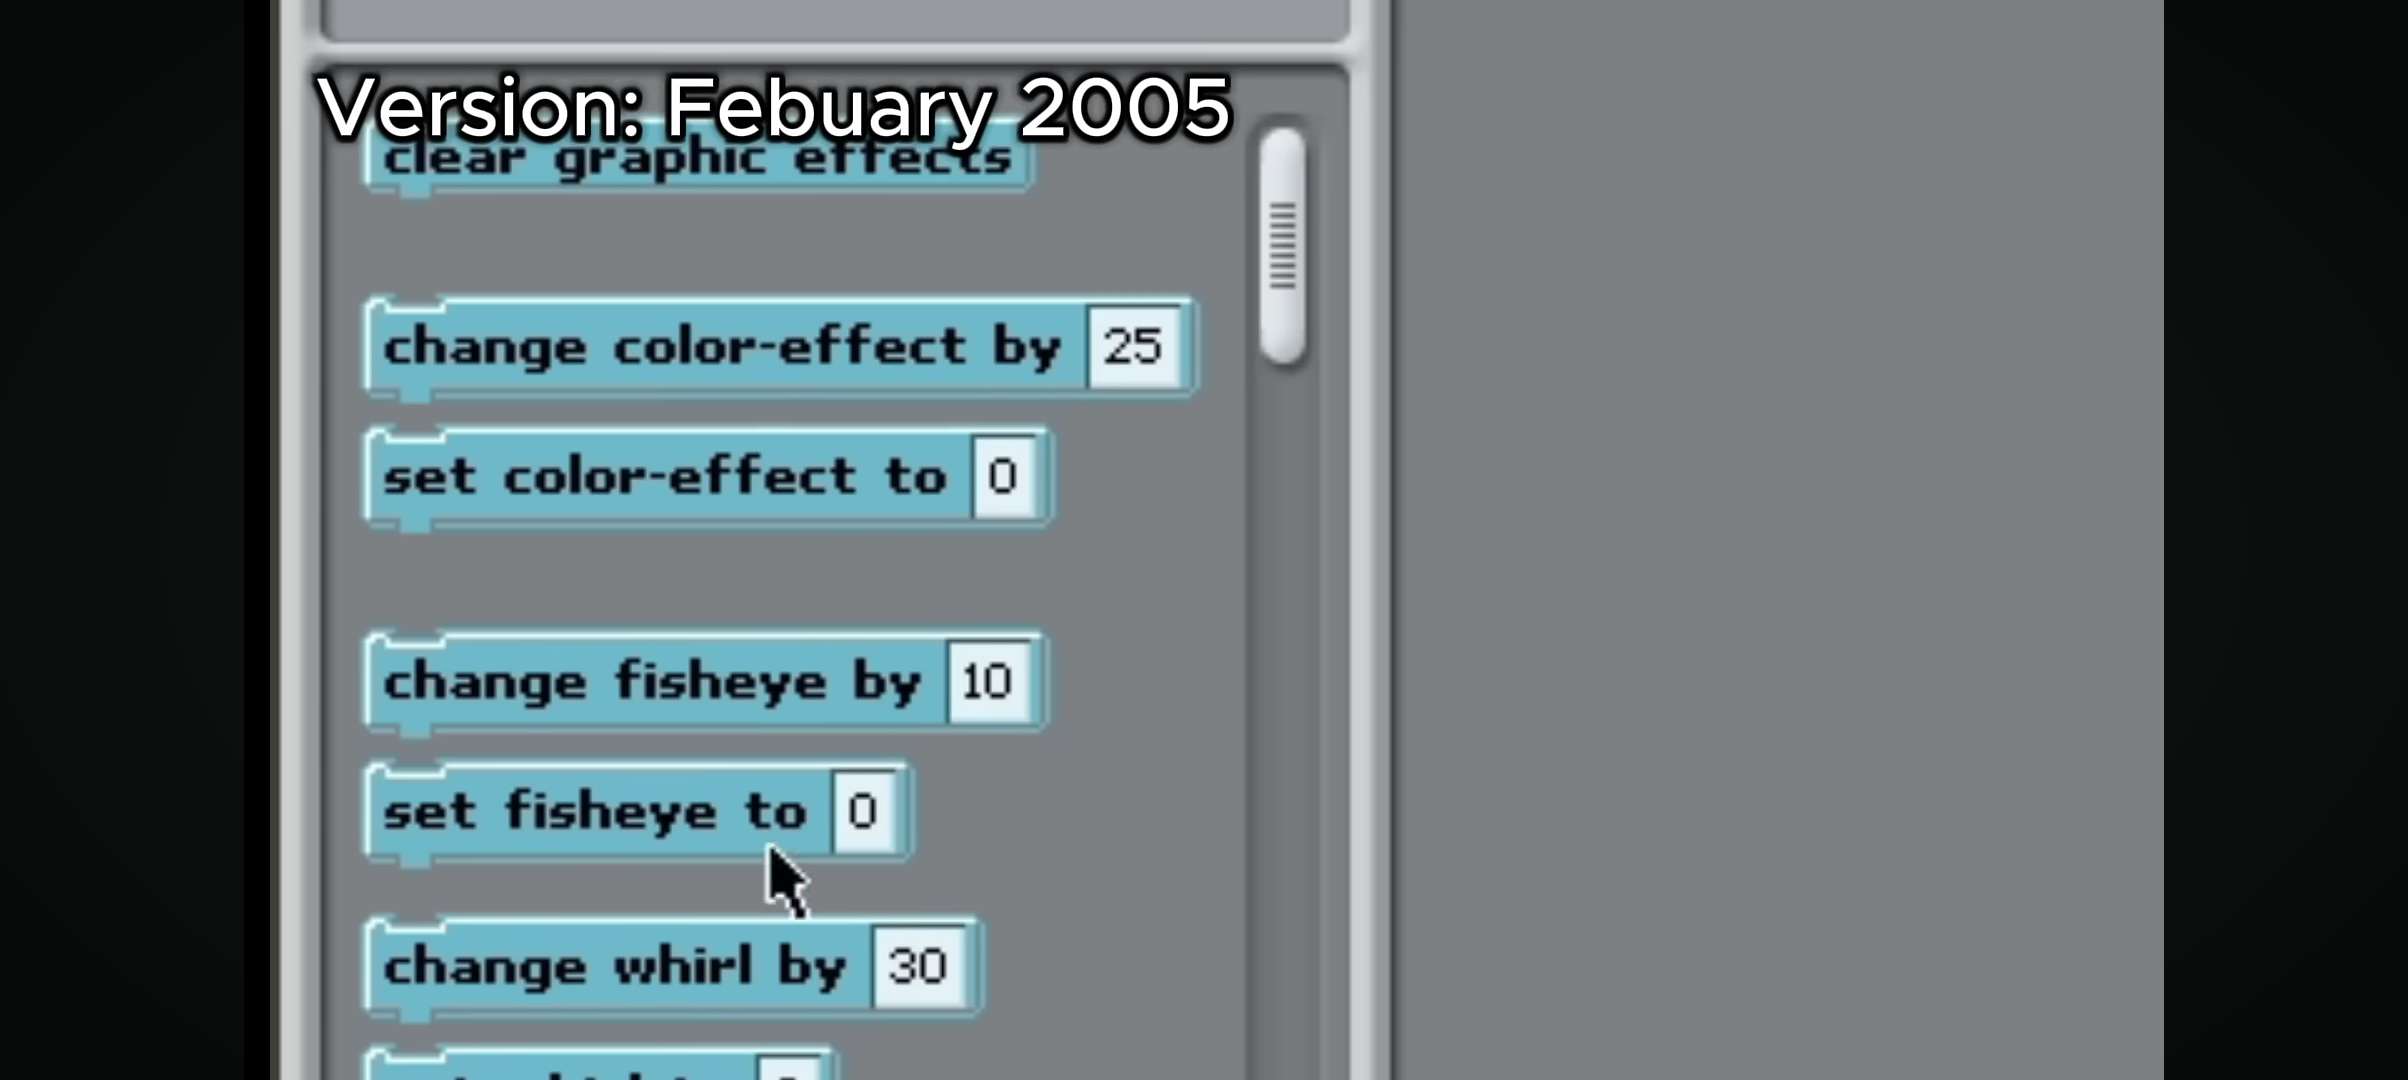 Version: Febuary 2005
clear graphic effects
change color-effect by 25
set color-effect to 0
change fisheye by 10
set fisheye to 0
change whirl by 30